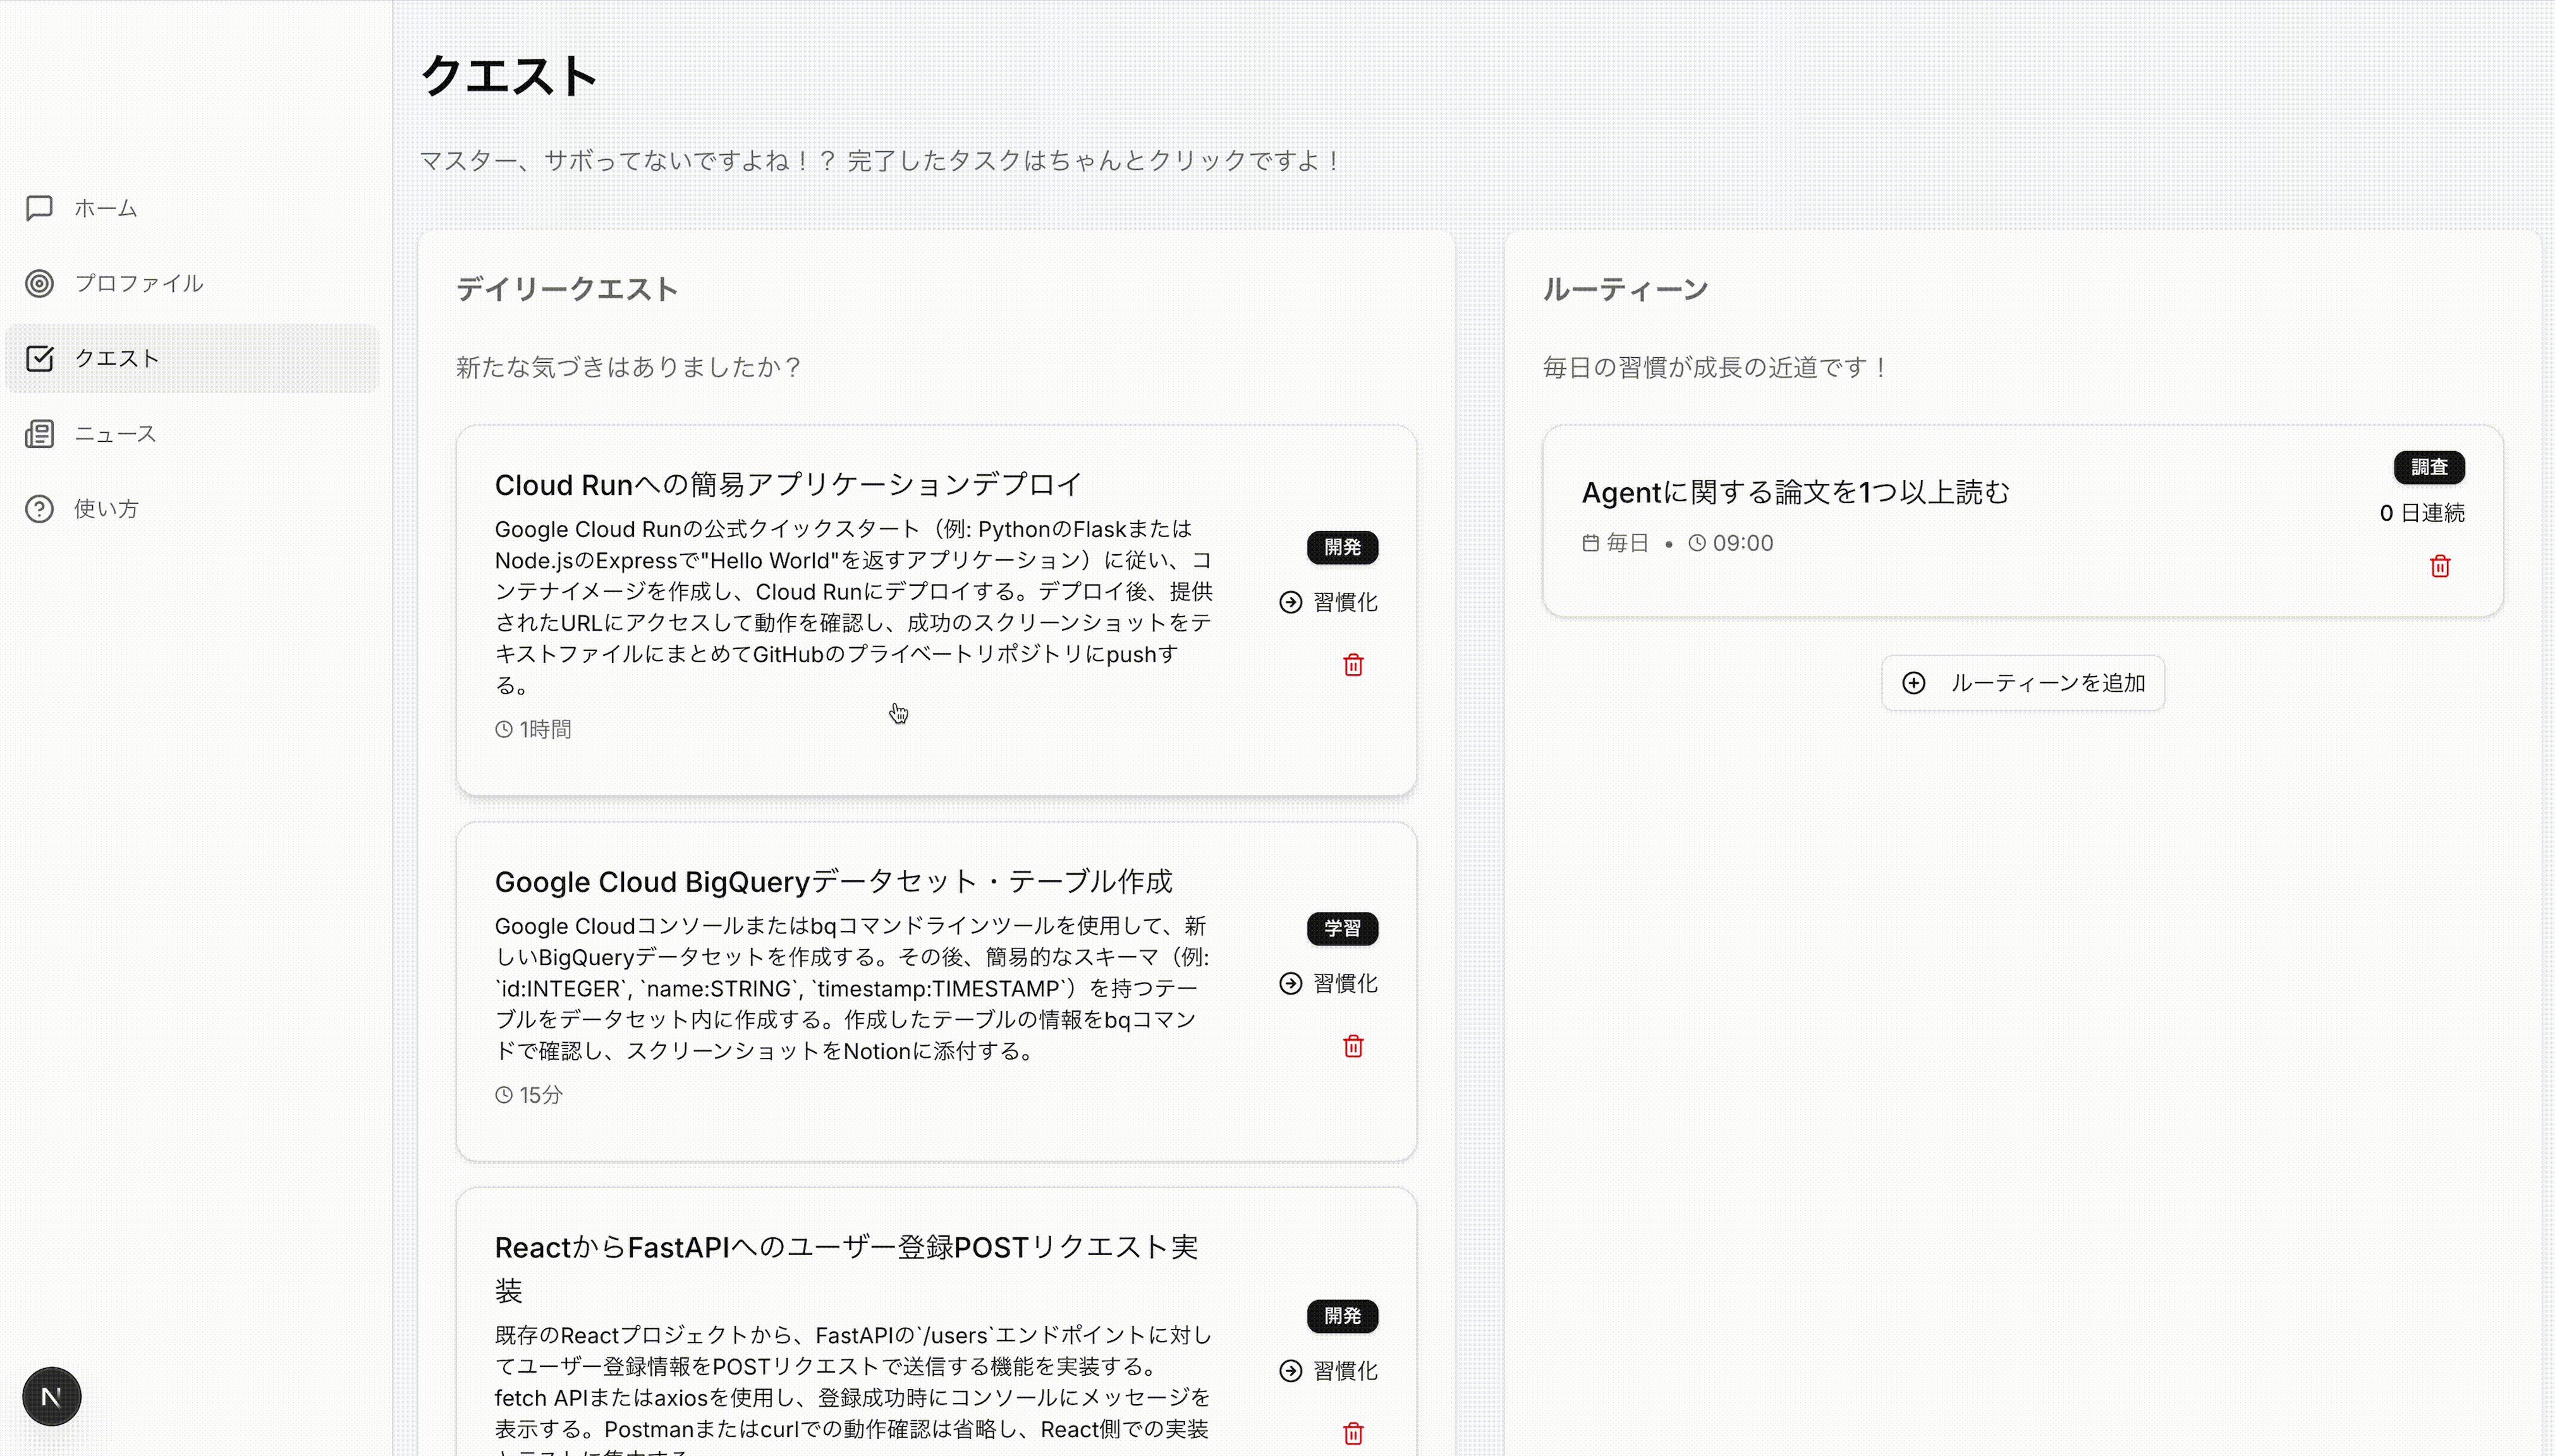 ホーム
プロファイル
クエスト
ニュース
使い方
N
クエスト
マスター、サボってないですよね！？ 完了したタスクはちゃんとクリックですよ！
デイリークエスト
新たな気づきはありましたか？
Cloud Runへの簡易アプリケーションデプロイ
Google Cloud Runの公式クイックスタート（例: PythonのFlaskまたは
Node.jsのExpressで"Hello World"を返すアプリケーション）に従い、コ
ンテナイメージを作成し、Cloud Runにデプロイする。デプロイ後、提供
されたURLにアクセスして動作を確認し、成功のスクリーンショットをテ
キストファイルにまとめてGitHubのプライベートリポジトリにpushす
る。
1時間
開発
習慣化
Google Cloud BigQueryデータセット・テーブル作成
Google Cloudコンソールまたはbqコマンドラインツールを使用して、新
しいBigQueryデータセットを作成する。その後、簡易的なスキーマ（例:
`id:INTEGER`, `name:STRING`, `timestamp:TIMESTAMP`）を持つテー
ブルをデータセット内に作成する。作成したテーブルの情報をbqコマン
ドで確認し、スクリーンショットをNotionに添付する。
15分
学習
習慣化
ReactからFastAPIへのユーザー登録POSTリクエスト実
装
既存のReactプロジェクトから、FastAPIの`/users`エンドポイントに対し
てユーザー登録情報をPOSTリクエストで送信する機能を実装する。
fetch APIまたはaxiosを使用し、登録成功時にコンソールにメッセージを
表示する。Postmanまたはcurlでの動作確認は省略し、React側での実装
開発
習慣化
ルーティーン
毎日の習慣が成長の近道です！
Agentに関する論文を1つ以上読む
毎日 • 09:00
調査
0 日連続
ルーティーンを追加